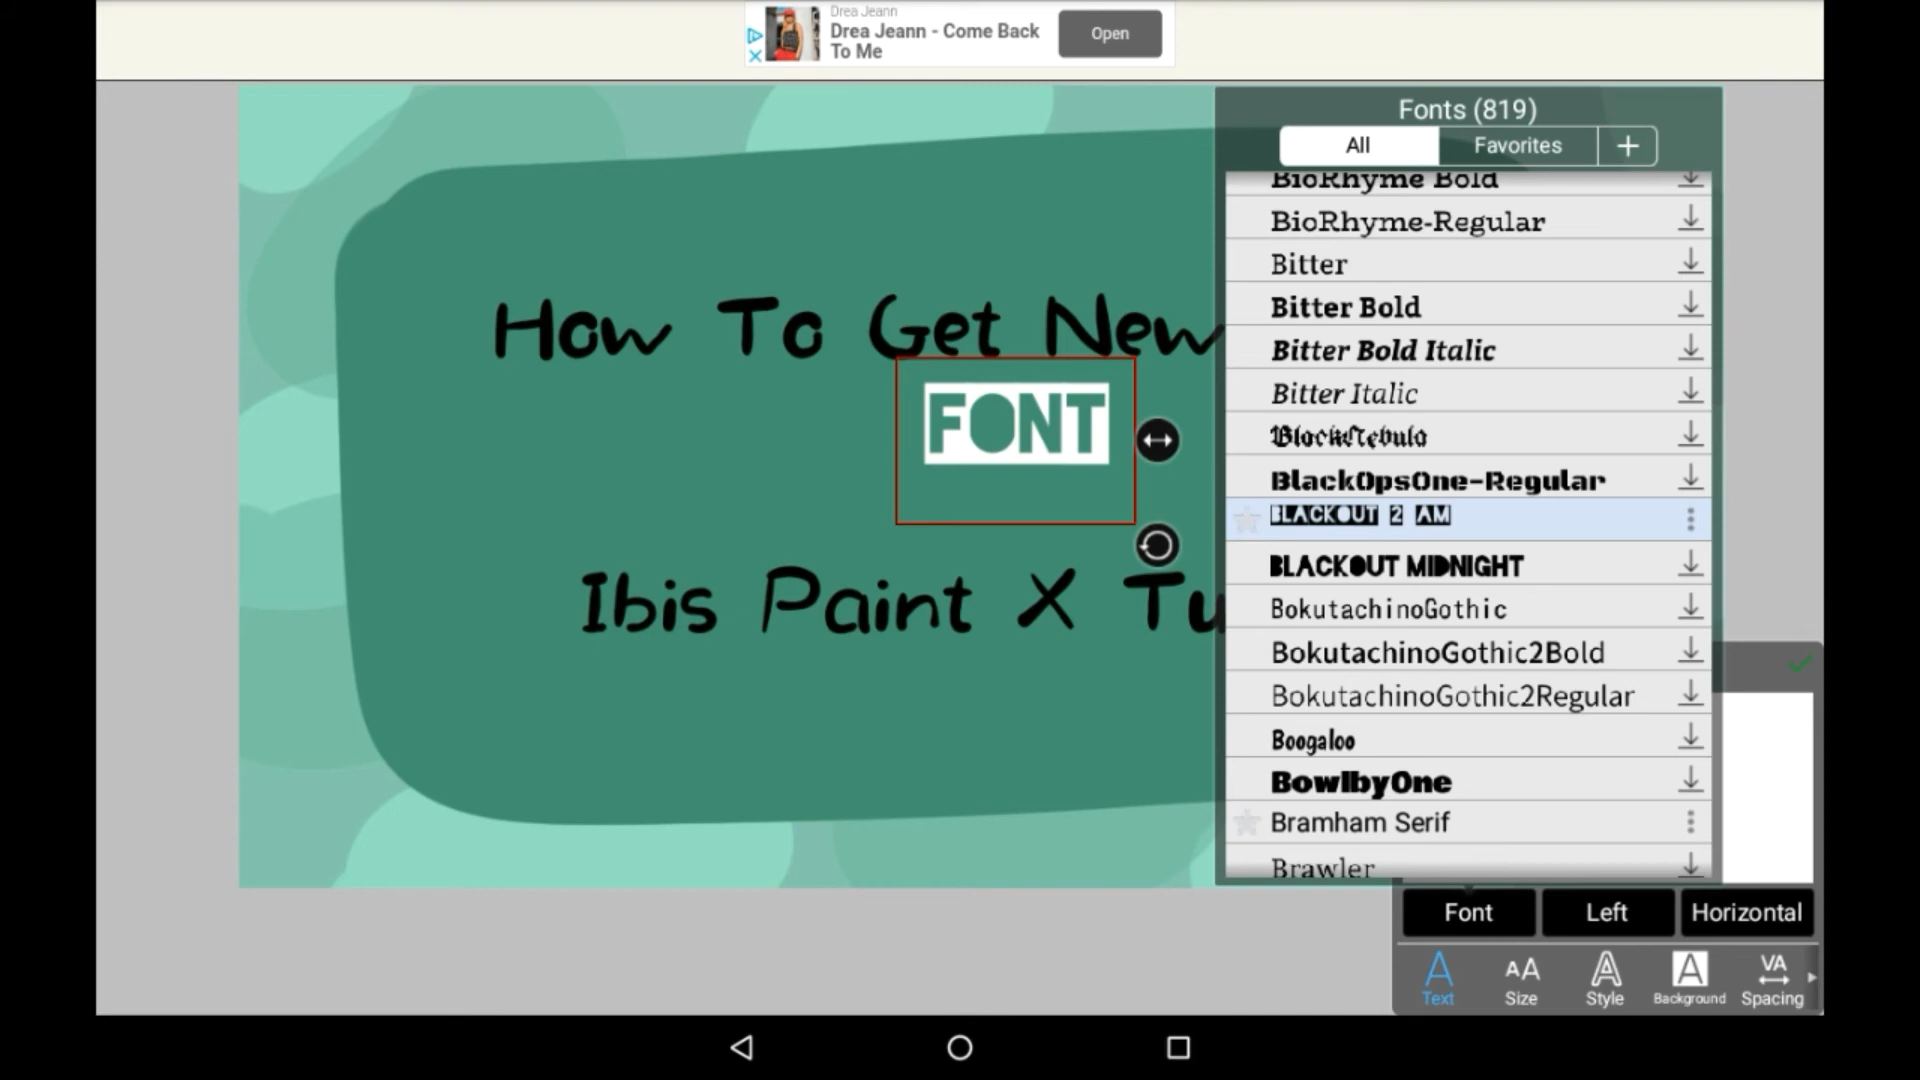 Drea Jeann
Drea Jeann - Come Back
To Me
Open
Fonts (819)
All
Favorites
BioRhyme Bold
BioRhyme-Regular
Bitter
Bitter Bold
Bitter Bold Italic
Bitter Italic
BlackNebula
BlackOpsOne-Regular
BLACKOUT 2 AM
BLACKOUT MIDNIGHT
BokutachinoGothic
BokutachinoGothic2Bold
BokutachinoGothic2Regular
Boogaloo
BowlbyOne
Bramham Serif
Brawler
How To Get New
FONT
Ibis Paint X Tu
Font
Left
Horizontal
Text
Size
Style
Background
Spacing